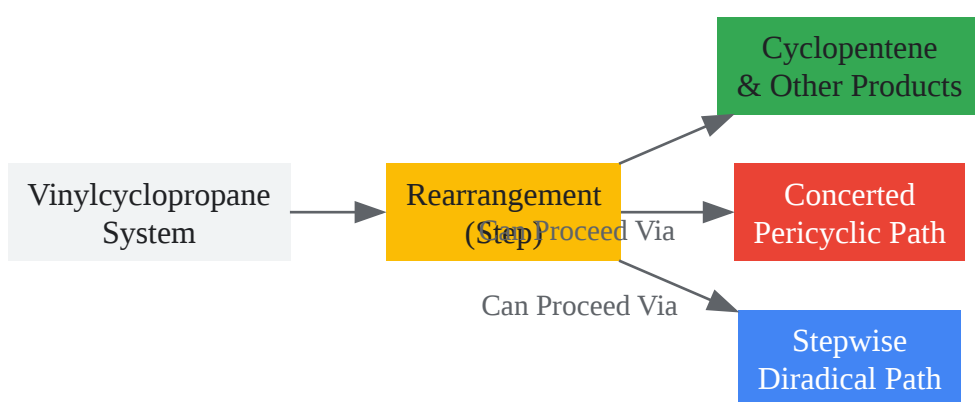 Cyclopentene
& Other Products
Vinylcyclopropane
System
Rearrangement
(Step)
Can Proceed Via
Concerted
Pericyclic Path
Can Proceed Via
Stepwise
Diradical Path